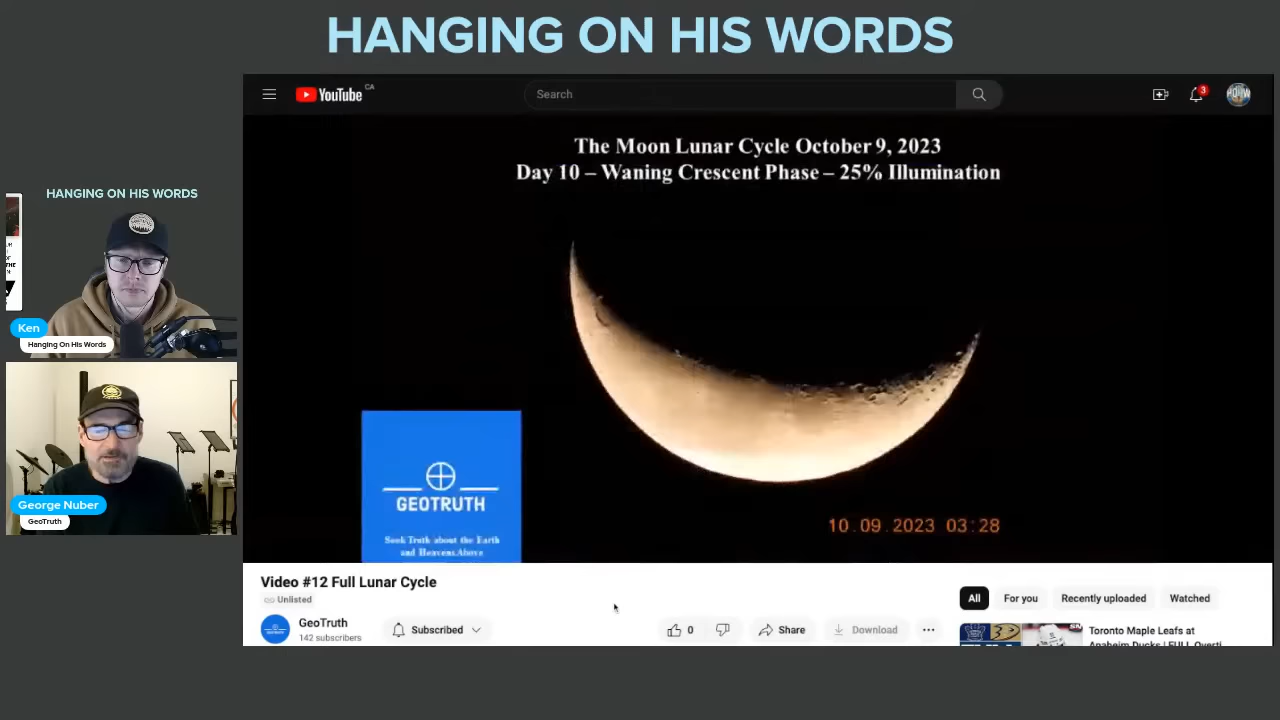 HANGING ON HIS WORDS
YouTube CA
Search
3
The Moon Lunar Cycle October 9, 2023
Day 10 – Waning Crescent Phase – 25% Illumination
HANGING ON HIS WORDS
Ken
Hanging On His Words
GEOTRUTH
Seek Truth about the Earth
and Heavens Above
10.09.2023 03:28
George Nuber
GeoTruth
Video #12 Full Lunar Cycle
Unlisted
GeoTruth
142 subscribers
Subscribed
0
Share
Download
All
For you
Recently uploaded
Watched
Toronto Maple Leafs at
Anaheim Ducks | FULL Overti